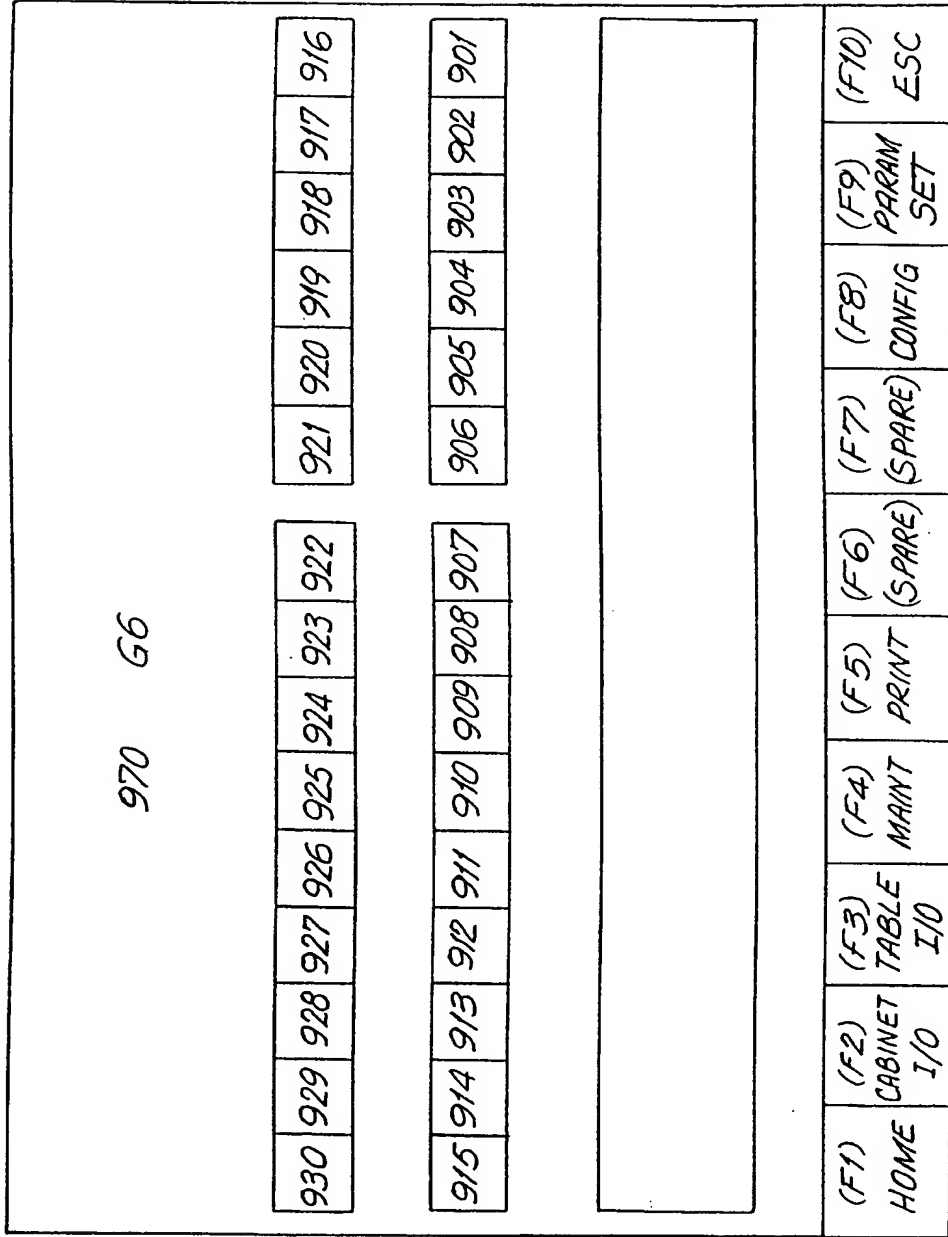 970 G6
930 929 928 927 926 925 924 923 922 921 920 919 918 917 916
915 914 913 912 911 910 909 908 907 906 905 904 903 902 901
(F1) (F2) (F3) (F4) (F5) (F6) (F7) (F8) (F9) (F10)
HOME CABINET TABLE MAINT PRINT (SPARE) (SPARE) CONFIG PARAM ESC
I/O I/O SET